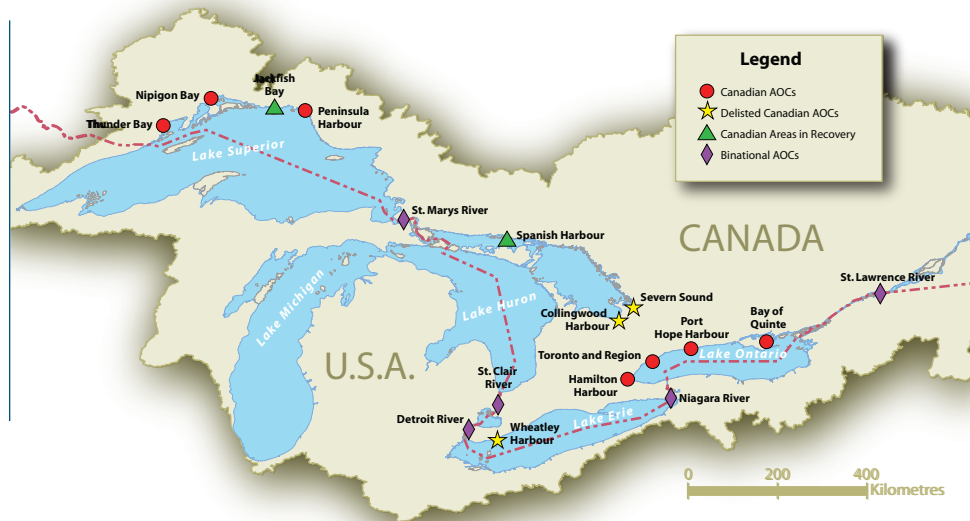 Legend
Canadian AOCs
Delisted Canadian AOCs
Canadian Areas in Recovery
Binational AOCs
Jackfish
Bay
Nipigon Bay
Peninsula
Harbour
Thunder Bay
Lake Superior
St. Marys River
Spanish Harbour
CANADA
St. Lawrence River
Lake Michigan
Lake Huron
Severn Sound
Collingwood
Harbour
Port
Hope Harbour
Bay of
Quinte
Lake Ontario
Toronto and Region
U.S.A.
St. Clair
River
Hamilton
Harbour
Niagara River
Detroit River
Wheatley
Harbour
Lake Erie
0 200 400
Kilometres